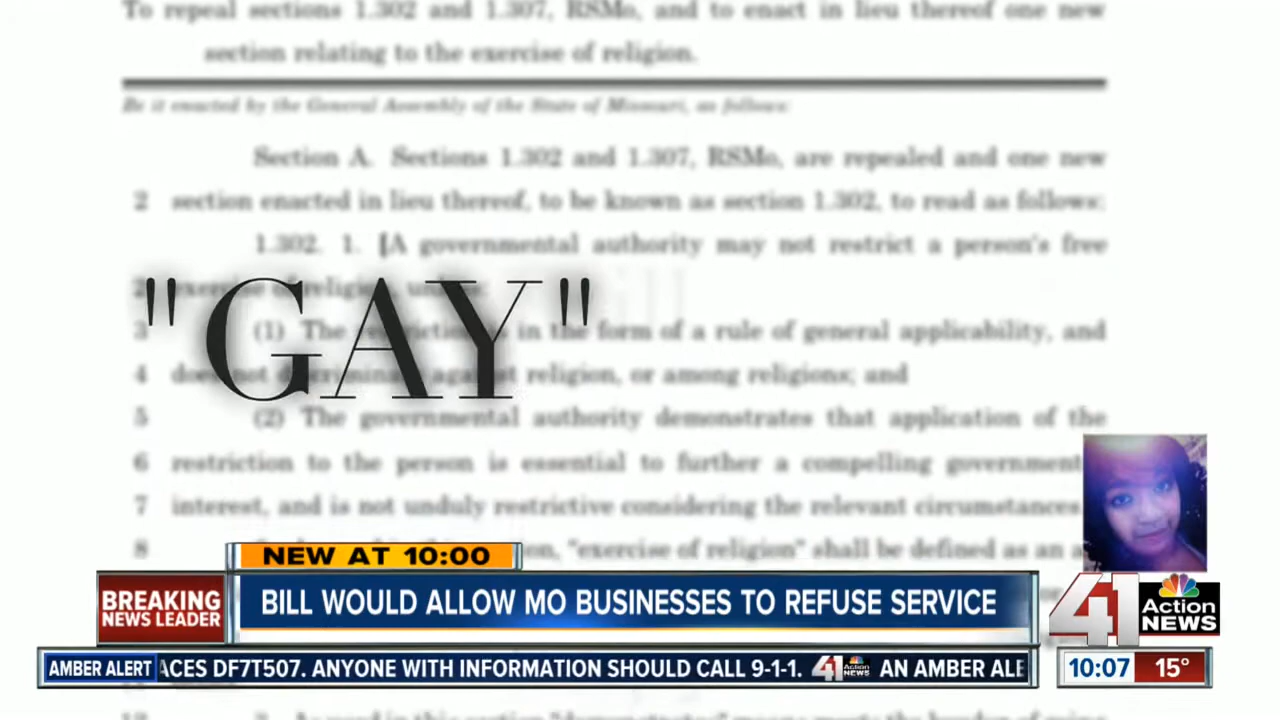 To repeal sections 1.302 and 1.307, RSMo, and to enact in lieu thereof one new
section relating to the exercise of religion.
Be it enacted by the General Assembly of the State of Missouri, as follows:
Section A. Sections 1.302 and 1.307, RSMo, are repealed and one new
2 section enacted in lieu thereof, to be known as section 1.302, to read as follows:
1.302. 1. [A governmental authority may not restrict a person's free
2 exercise of religion, unless:
"GAY"
3 (1) The restriction is in the form of a rule of general applicability, and
4 does not discriminate against religion, or among religions; and
5 (2) The governmental authority demonstrates that application of the
6 restriction to the person is essential to further a compelling governmental
7 interest, and is not unduly restrictive considering the relevant circumstances.
8 "exercise of religion" shall be defined as an
NEW AT 10:00
BREAKING
NEWS LEADER
BILL WOULD ALLOW MO BUSINESSES TO REFUSE SERVICE
41 Action
NEWS
AMBER ALERT ACES DF7T507. ANYONE WITH INFORMATION SHOULD CALL 9-1-1. 41 Action NEWS AN AMBER ALE
10:07 15°